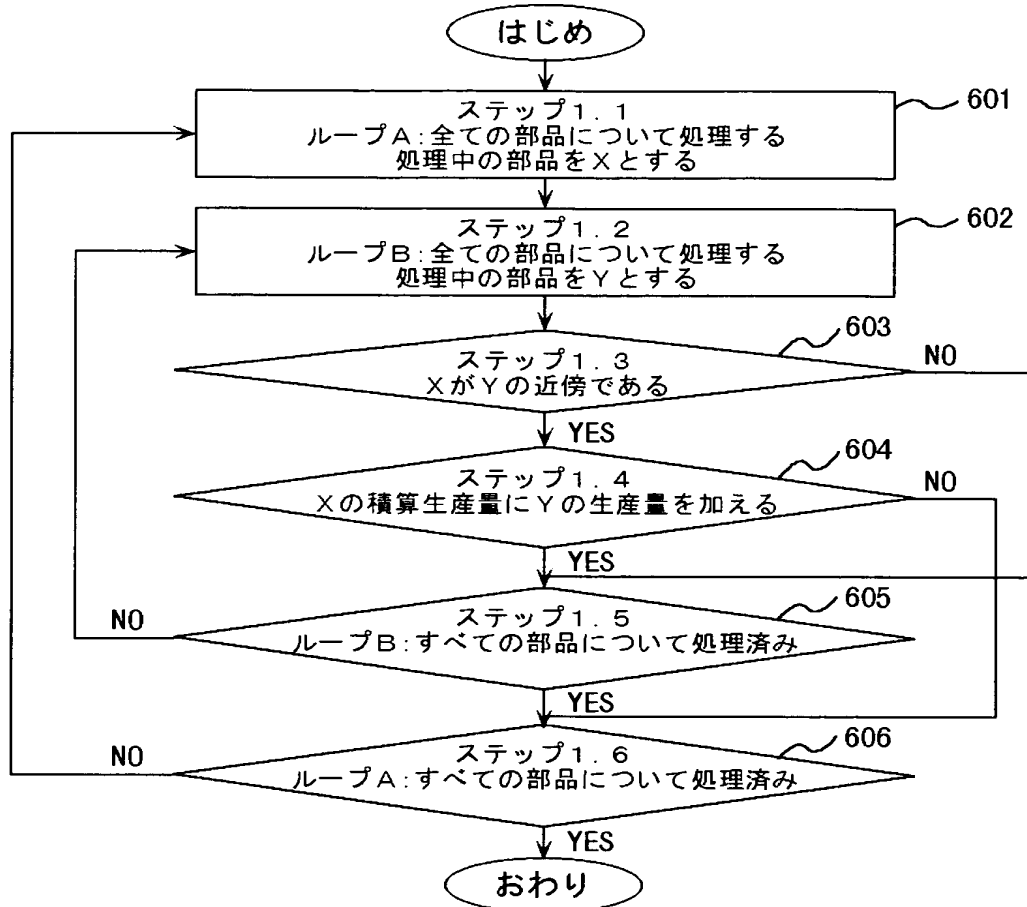 はじめ
601
ステップ1.1
ループA:全ての部品について処理する
処理中の部品をXとする
602
ステップ1.2
ループB:全ての部品について処理する
処理中の部品をYとする
603
ステップ1.3
XがYの近傍である
NO
YES
604
ステップ1.4
Xの積算生産量にYの生産量を加える
NO
YES
605
ステップ1.5
ループB:すべての部品について処理済み
NO
YES
606
ステップ1.6
ループA:すべての部品について処理済み
NO
YES
おわり